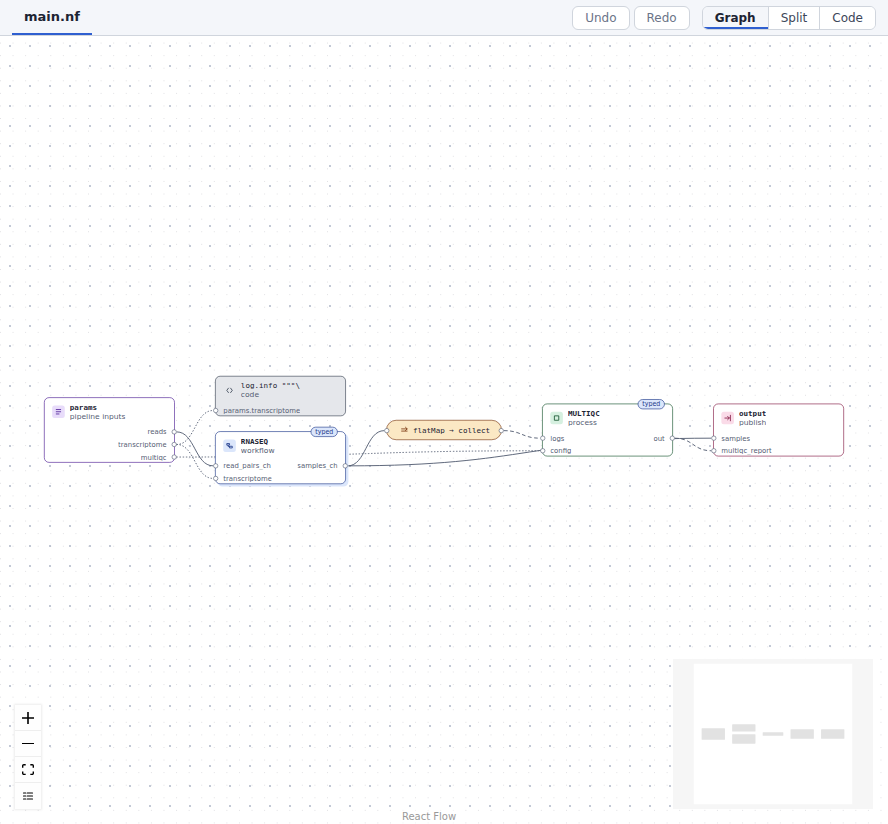 main.nf
Undo
Redo
Graph
Split
Code
params
pipeline inputs
reads
transcriptome
multiqc
log.info """\
code
params.transcriptome
typed
RNASEQ
workflow
read_pairs_ch
samples_ch
transcriptome
flatMap → collect
typed
MULTIQC
process
logs
out
config
output
publish
samples
multiqc_report
React Flow